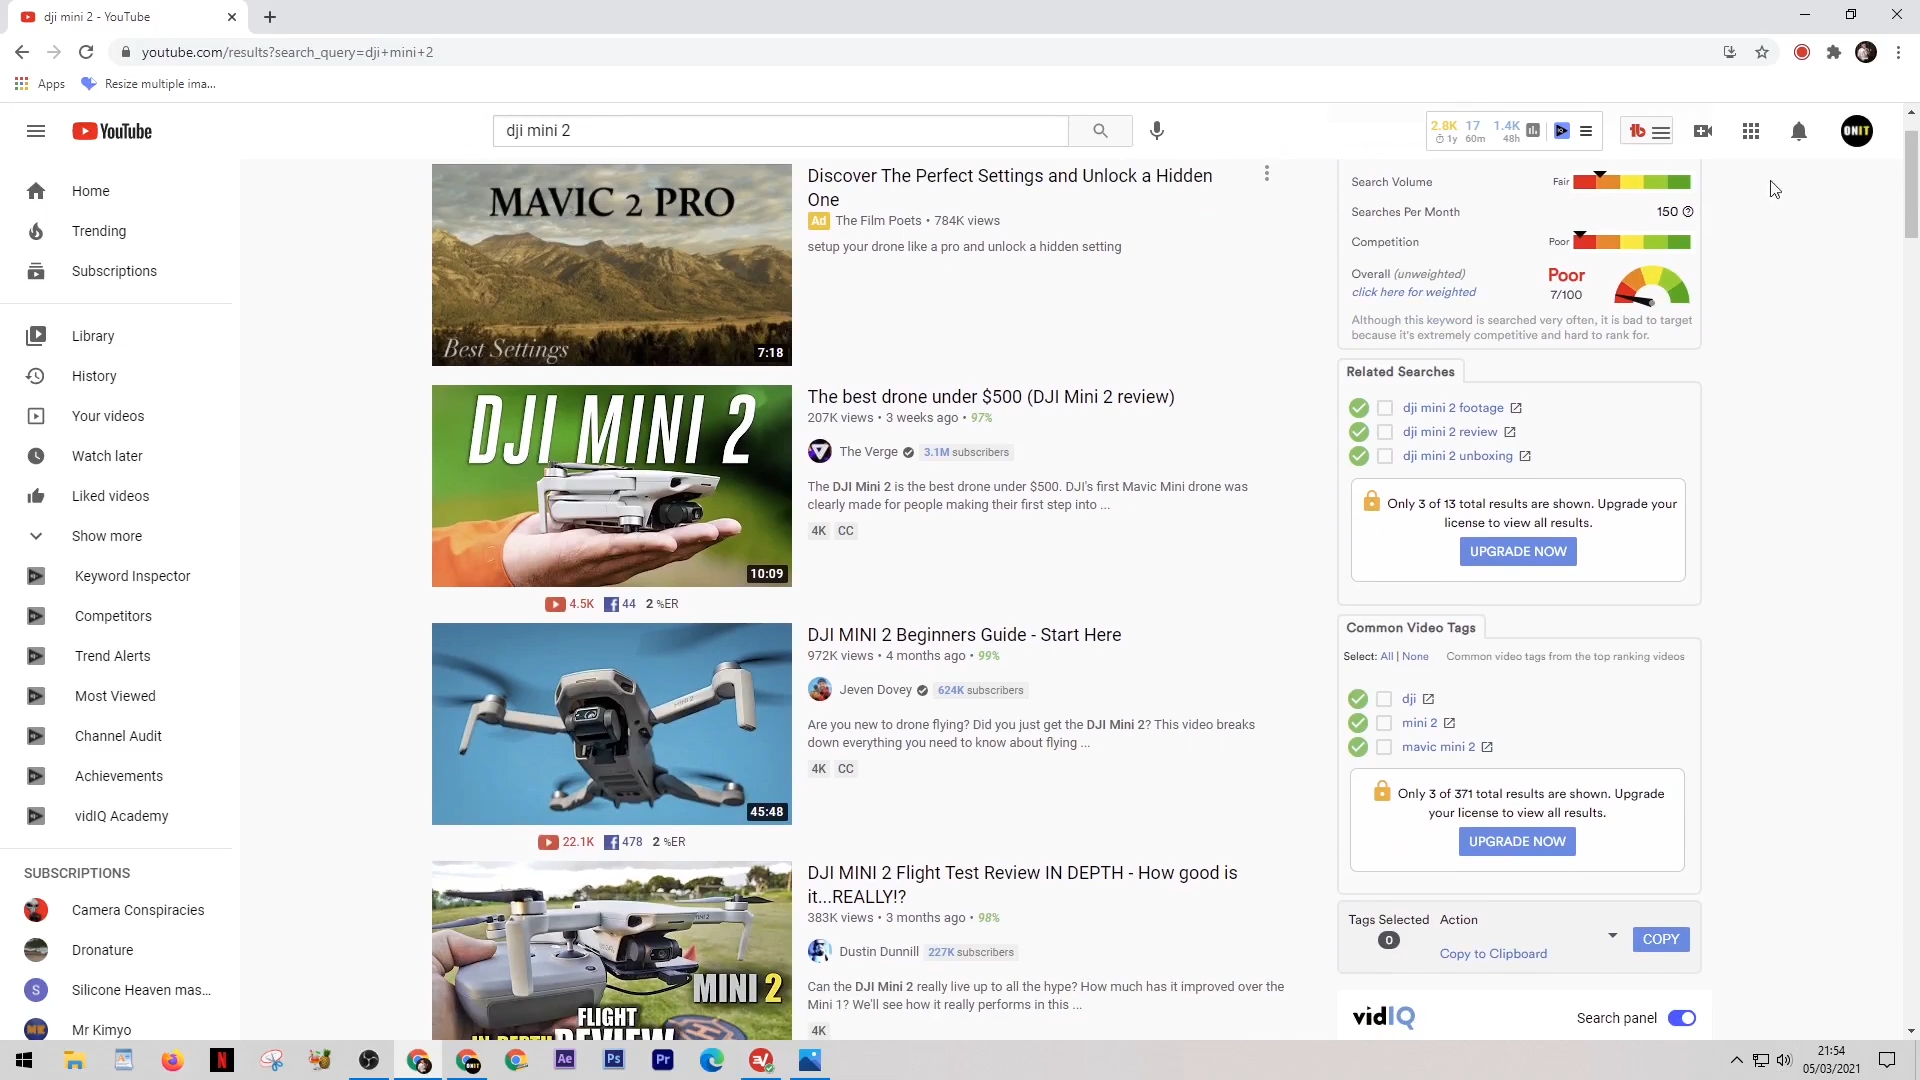 dji mini 2 - YouTube
youtube.com/results?search_query=dji+mini+2
Apps
Resize multiple ima...
YouTube
dji mini 2
2.8K 17 1.4K
1y 60m 48h
ONIT
Home
Trending
Subscriptions
Library
History
Your videos
Watch later
Liked videos
Show more
Keyword Inspector
Competitors
Trend Alerts
Most Viewed
Channel Audit
Achievements
vidIQ Academy
SUBSCRIPTIONS
Camera Conspiracies
Dronature
S
Silicone Heaven mas...
Mr Kimyo
MAVIC 2 PRO
Best Settings
7:18
Discover The Perfect Settings and Unlock a Hidden
One
Ad The Film Poets • 784K views
setup your drone like a pro and unlock a hidden setting
DJI MINI 2
10:09
4.5K 44 2 %ER
The best drone under $500 (DJI Mini 2 review)
207K views • 3 weeks ago • 97%
The Verge 3.1M subscribers
The DJI Mini 2 is the best drone under $500. DJI's first Mavic Mini drone was
clearly made for people making their first step into ...
4K CC
45:48
22.1K 478 2 %ER
DJI MINI 2 Beginners Guide - Start Here
972K views • 4 months ago • 99%
Jeven Dovey 624K subscribers
Are you new to drone flying? Did you just get the DJI Mini 2? This video breaks
down everything you need to know about flying ...
4K CC
MINI 2
FLIGHT
DJI MINI 2 Flight Test Review IN DEPTH - How good is
it...REALLY!?
383K views • 3 months ago • 98%
Dustin Dunnill 227K subscribers
Can the DJI Mini 2 really live up to all the hype? How much has it improved over the
Mini 1? We'll see how it really performs in this ...
4K
Search Volume Fair
Searches Per Month 150
Competition Poor
Overall (unweighted) Poor
click here for weighted 7/100
Although this keyword is searched very often, it is bad to target
because it's extremely competitive and hard to rank for.
Related Searches
dji mini 2 footage
dji mini 2 review
dji mini 2 unboxing
Only 3 of 13 total results are shown. Upgrade your
license to view all results.
UPGRADE NOW
Common Video Tags
Select: All | None Common video tags from the top ranking videos
dji
mini 2
mavic mini 2
Only 3 of 371 total results are shown. Upgrade
your license to view all results.
UPGRADE NOW
Tags Selected Action
0
Copy to Clipboard
COPY
vidIQ
Search panel
Ae
Ps
Pr
21:54
05/03/2021